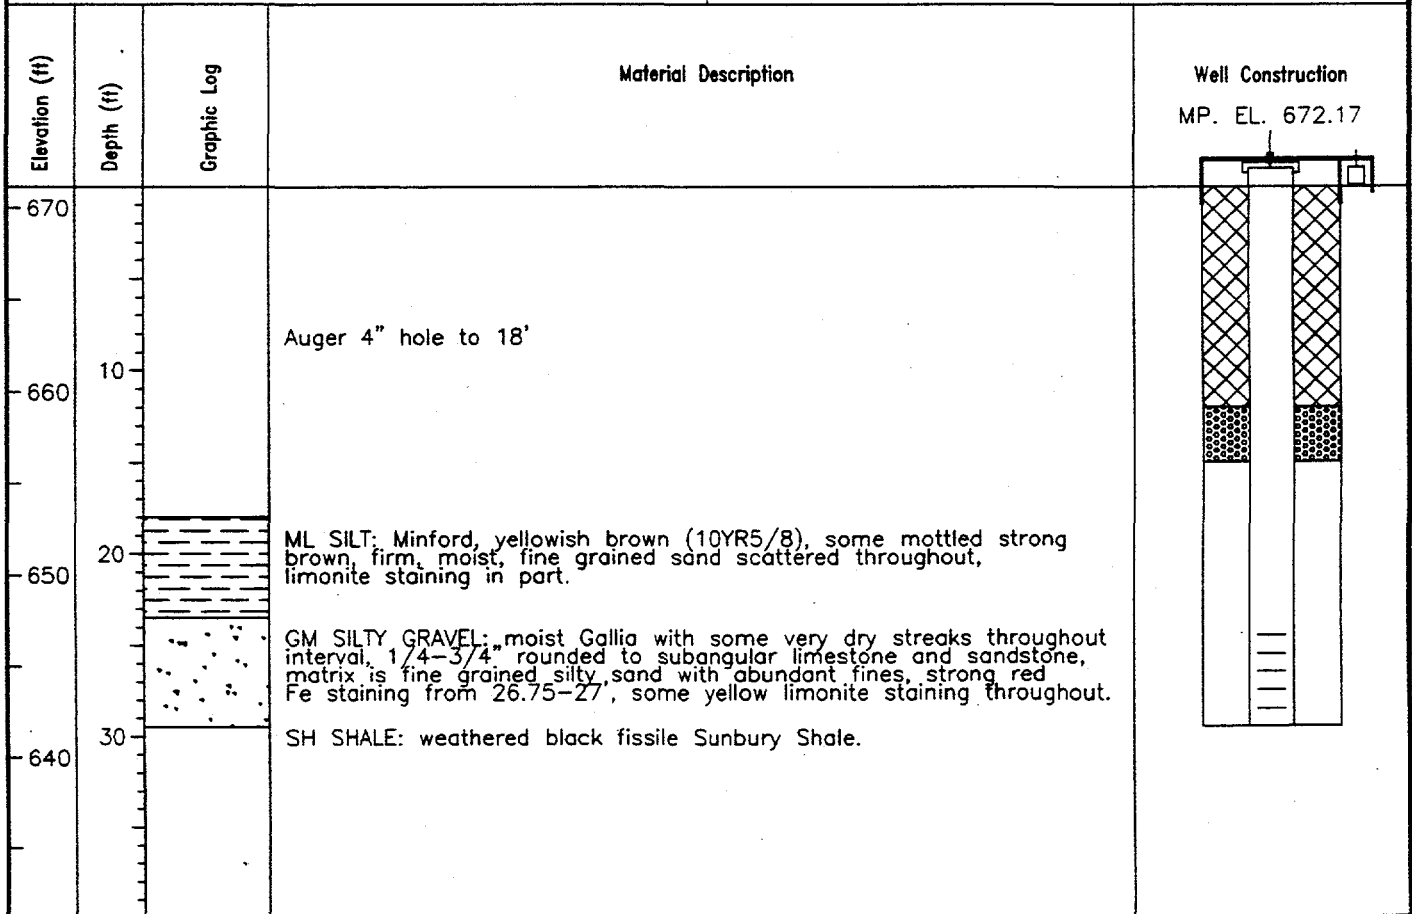 Elevation (ft)
Depth (ft)
Graphic Log
Material Description
Well Construction
MP. EL. 672.17
670
Auger 4" hole to 18'
10
660
ML SILT: Minford, yellowish brown (10YR5/8), some mottled strong
brown, firm, moist, fine grained sand scattered throughout,
limonite staining in part.
20
650
GM SILTY GRAVEL: moist Gallia with some very dry streaks throughout
interval, 1/4-3/4" rounded to subangular limestone and sandstone,
matrix is fine grained silty sand with abundant fines, strong red
Fe staining from 26.75-27', some yellow limonite staining throughout.
30
SH SHALE: weathered black fissile Sunbury Shale.
640